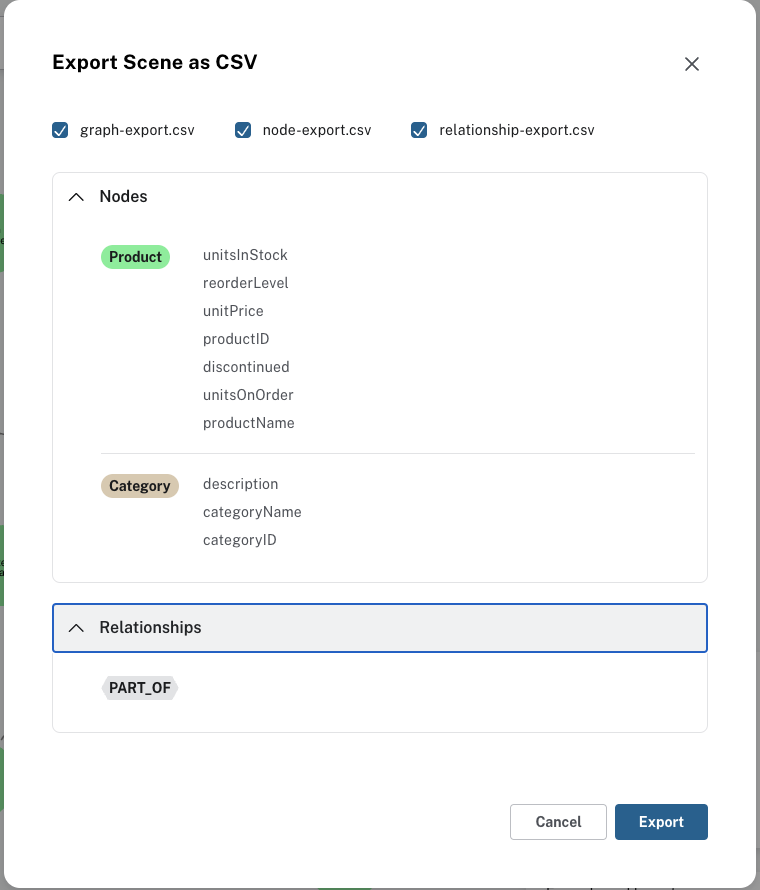 Export Scene as CSV
graph-export.csv
node-export.csv
relationship-export.csv
Nodes
Product
unitsInStock
reorderLevel
unitPrice
productID
discontinued
unitsOnOrder
productName
Category
description
categoryName
categoryID
Relationships
PART_OF
Cancel
Export